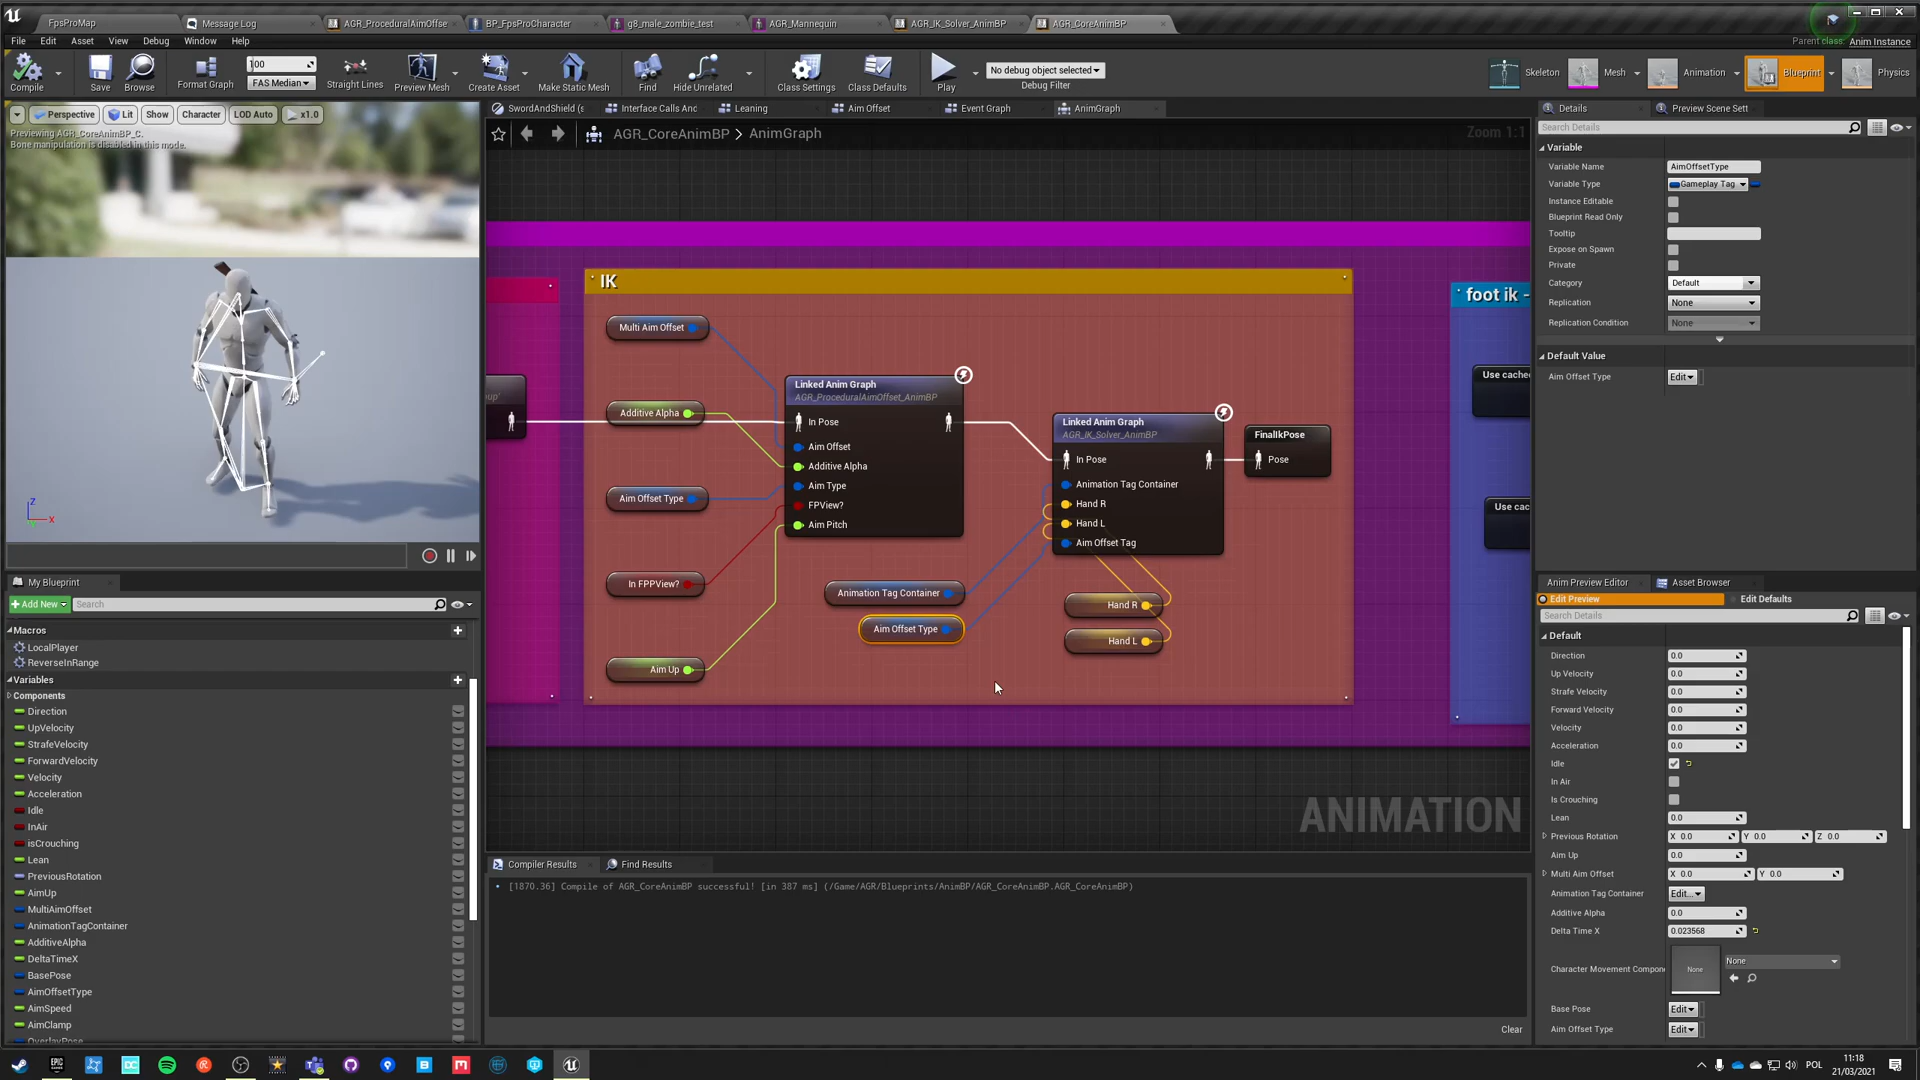 FpsProMap
Message Log
AGR_ProceduralAimOffse
BP_FpsProCharacter
g8_male_zombie_test
AGR_Mannequin
AGR_IK_Solver_AnimBP
AGR_CoreAnimBP
File Edit Asset View Debug Window Help
Parent class: Anim Instance
Compile
Save
Browse
100
FAS Median
Format Graph
Straight Lines
Preview Mesh
Create Asset
Make Static Mesh
Find
Hide Unrelated
Class Settings
Class Defaults
Play
No debug object selected
Debug Filter
Skeleton
Mesh
Animation
Blueprint
Physics
Perspective Lit Show Character LOD Auto x1.0
Previewing AGR_CoreAnimBP_C.
Bone manipulation is disabled in this mode.
Z
X
SwordAndShield (s
Interface Calls Anc
Leaning
Aim Offset
Event Graph
AnimGraph
AGR_CoreAnimBP > AnimGraph
Zoom 1:1
IK
Multi Aim Offset
Additive Alpha
Aim Offset Type
In FPPView?
Aim Up
Linked Anim Graph
AGR_ProceduralAimOffset_AnimBP
In Pose
Aim Offset
Additive Alpha
Aim Type
FPView?
Aim Pitch
Animation Tag Container
Aim Offset Type
Linked Anim Graph
AGR_IK_Solver_AnimBP
In Pose
Animation Tag Container
Hand R
Hand L
Aim Offset Tag
Hand R
Hand L
FinalIkPose
Pose
foot ik -
Use cached
Use cac
ANIMATION
My Blueprint
Add New
Search
Macros
LocalPlayer
ReverseInRange
Variables
Components
Direction
UpVelocity
StrafeVelocity
ForwardVelocity
Velocity
Acceleration
Idle
InAir
isCrouching
Lean
PreviousRotation
AimUp
MultiAimOffset
AnimationTagContainer
AdditiveAlpha
DeltaTimeX
BasePose
AimOffsetType
AimSpeed
AimClamp
OverlayPose
Compiler Results
Find Results
[1870.36] Compile of AGR_CoreAnimBP successful! [in 387 ms] (/Game/AGR/Blueprints/AnimBP/AGR_CoreAnimBP.AGR_CoreAnimBP)
Clear
Details
Preview Scene Sett
Search Details
Variable
Variable Name AimOffsetType
Variable Type Gameplay Tag
Instance Editable
Blueprint Read Only
Tooltip
Expose on Spawn
Private
Category Default
Replication None
Replication Condition None
Default Value
Aim Offset Type Edit
Anim Preview Editor
Asset Browser
Edit Preview
Edit Defaults
Search Details
Default
Direction 0.0
Up Velocity 0.0
Strafe Velocity 0.0
Forward Velocity 0.0
Velocity 0.0
Acceleration 0.0
Idle
In Air
Is Crouching
Lean 0.0
Previous Rotation X 0.0 Y 0.0 Z 0.0
Aim Up 0.0
Multi Aim Offset X 0.0 Y 0.0
Animation Tag Container Edit...
Additive Alpha 0.0
Delta Time X 0.023568
Character Movement Compone None None
Base Pose Edit
Aim Offset Type Edit
POL
11:18
21/03/2021